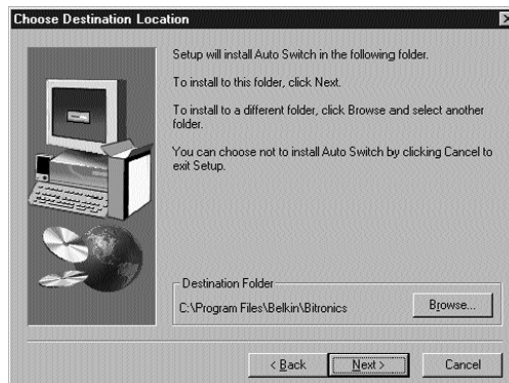 Choose Destination Location
Setup will install Auto Switch in the following folder.
To install to this folder, click Next.
To install to a different folder, click Browse and select another
folder.
You can choose not to install Auto Switch by clicking Cancel to
exit Setup.
Destination Folder
C:\Program Files\Belkin\Bitronics
Browse...
< Back
Next >
Cancel